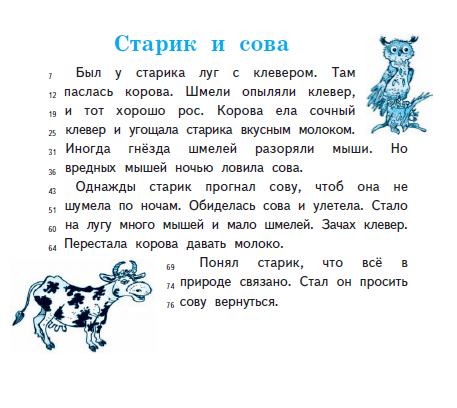 Старик и сова
7 Был у старика луг с клевером. Там
12 паслась корова. Шмели опыляли клевер,
19 и тот хорошо рос. Корова ела сочный
25 клевер и угощала старика вкусным молоком.
31 Иногда гнёзда шмелей разоряли мыши. Но
36 вредных мышей ночью ловила сова.
43 Однажды старик прогнал сову, чтоб она не
51 шумела по ночам. Обиделась сова и улетела. Стало
60 на лугу много мышей и мало шмелей. Зачах клевер.
64 Перестала корова давать молоко.
69 Понял старик, что всё в
74 природе связано. Стал он просить
76 сову вернуться.